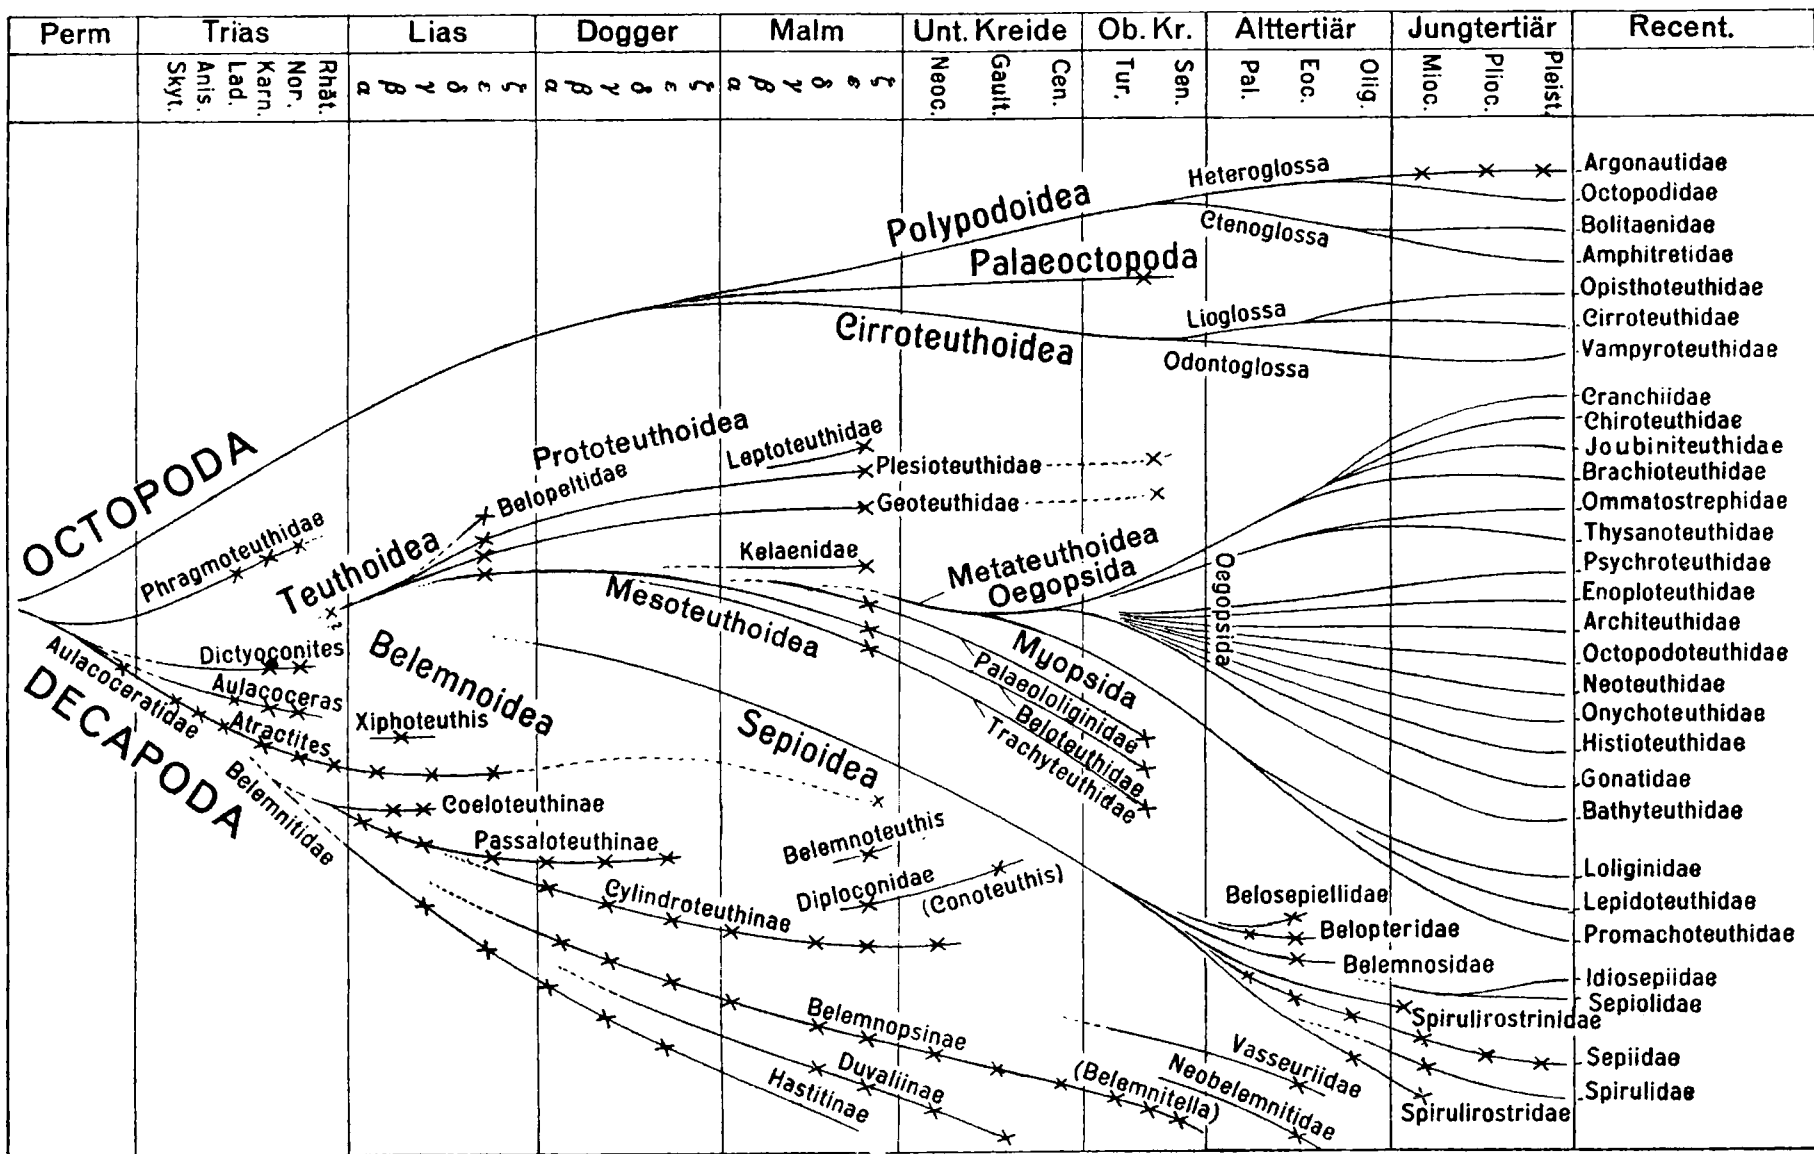 Perm Trias Lias Dogger Malm Unt. Kreide Ob. Kr. Alttertiär Jungtertiär Recent.
Skyt. Anis. Lad. Karn. Nor. Rhät. α β γ δ ε ζ α β γ δ ε ζ α β γ δ ε ζ Neoc. Gault. Cen. Tur. Sen. Pal. Eoc. Olig. Mioc. Plioc. Pleist.
Heteroglossa
Argonautidae
Octopodidae
Polypodoidea
Ctenoglossa
Bolitaenidae
Amphitretidae
Palaeoctopoda
Opisthoteuthidae
Lioglossa
Cirroteuthidae
Cirroteuthoidea
Odontoglossa
Vampyroteuthidae
OCTOPODA
Cranchiidae
Chiroteuthidae
Joubiniteuthidae
Brachioteuthidae
Ommatostrephidae
Thysanoteuthidae
Psychroteuthidae
Enoploteuthidae
Architeuthidae
Octopodoteuthidae
Neoteuthidae
Onychoteuthidae
Histioteuthidae
Gonatidae
Bathyteuthidae
Prototeuthoidea
Leptoteuthidae
Belopeltidae
Plesioteuthidae
Geoteuthidae
Phragmoteuthidae
Teuthoidea
?
Kelaenidae
Metateuthoidea
Oegopsida
Oegopsida
Mesoteuthoidea
Myopsida
Palaeololiginidae
Beloteuthidae
Trachyteuthidae
DECAPODA
Aulacoceratidae
Dictyoconites
Aulacoceras
Atractites
Xiphoteuthis
Belemnoidea
Sepioidea
Belemnitidae
Coeloteuthinae
Passaloteuthinae
Belemnoteuthis
Diploconidae
(Conoteuthis)
Cylindroteuthinae
Belemnopsinae
Duvaliinae
Hastitinae
(Belemnitella)
Loliginidae
Lepidoteuthidae
Promachoteuthidae
Belosepiellidae
Belopteridae
Belemnosidae
Idiosepiidae
Sepiolidae
Spirulirostrinidae
Vasseuriidae
Neobelemnitidae
Sepiidae
Spirulidae
Spirulirostridae